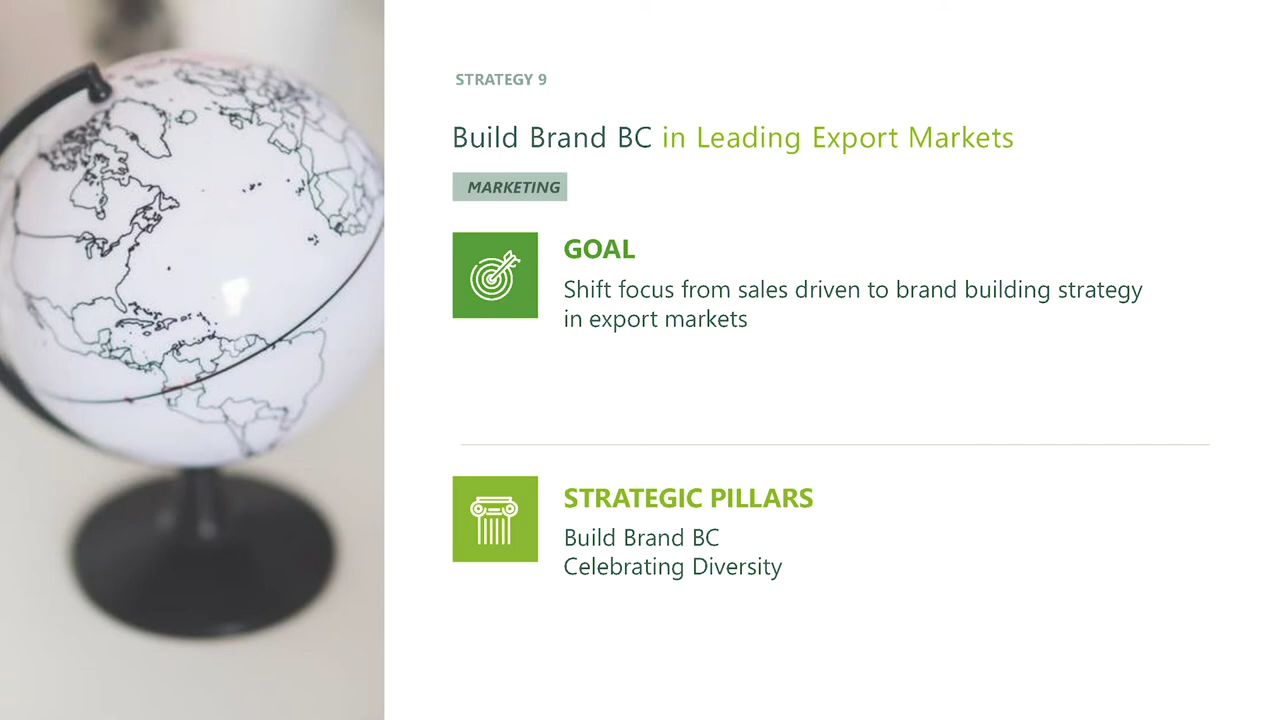 STRATEGY 9
Build Brand BC in Leading Export Markets
MARKETING
GOAL
Shift focus from sales driven to brand building strategy
in export markets
STRATEGIC PILLARS
Build Brand BC
Celebrating Diversity